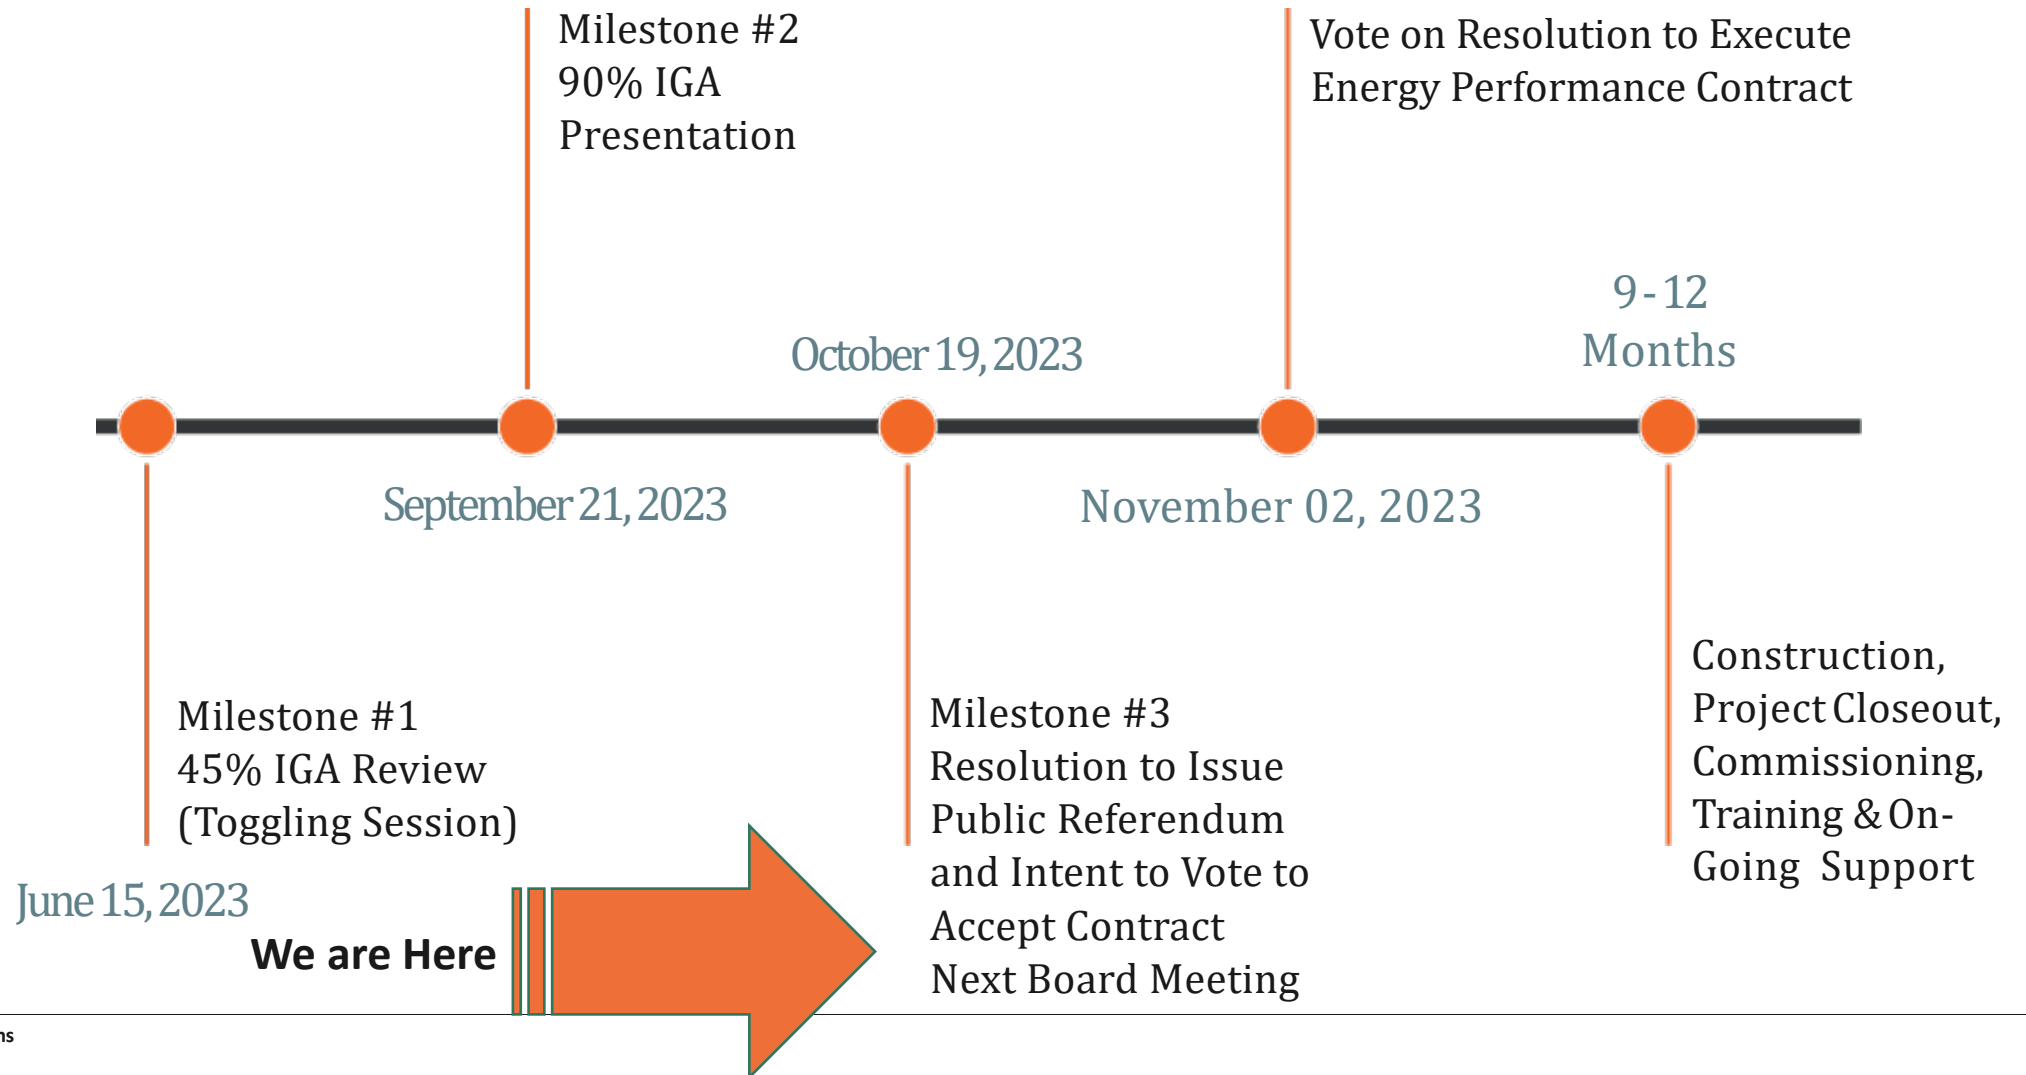 Milestone #2
90% IGA
Presentation
Vote on Resolution to Execute
Energy Performance Contract
9-12
Months
October 19, 2023
September 21, 2023
November 02, 2023
Milestone #1
45% IGA Review
(Toggling Session)
June 15, 2023
We are Here
Milestone #3
Resolution to Issue
Public Referendum
and Intent to Vote to
Accept Contract
Next Board Meeting
Construction,
Project Closeout,
Commissioning,
Training & On-
Going Support